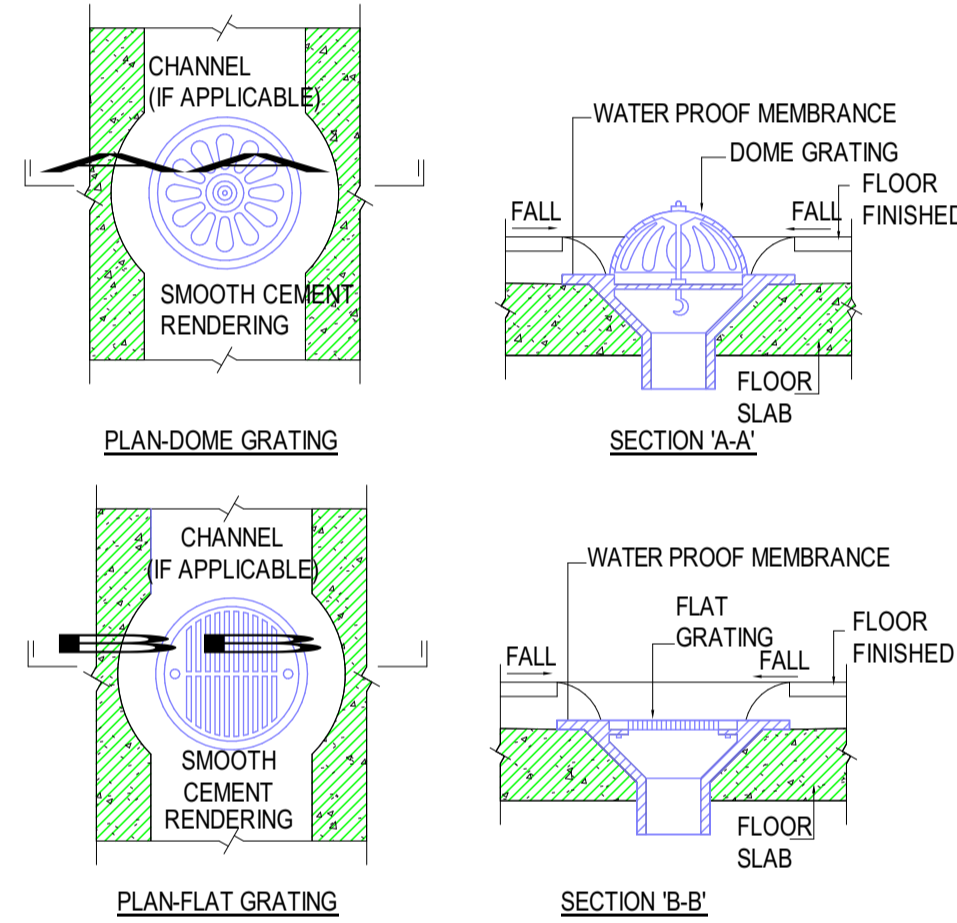 CHANNEL
(IF APPLICABLE)
SMOOTH CEMENT
RENDERING
PLAN-DOME GRATING
WATER PROOF MEMBRANCE
DOME GRATING
FLOOR
FINISHED
FALL
FALL
FLOOR
SLAB
SECTION 'A-A'
CHANNEL
(IF APPLICABLE)
SMOOTH
CEMENT
RENDERING
PLAN-FLAT GRATING
WATER PROOF MEMBRANCE
FLAT
GRATING
FLOOR
FINISHED
FALL
FALL
FLOOR
SLAB
SECTION 'B-B'